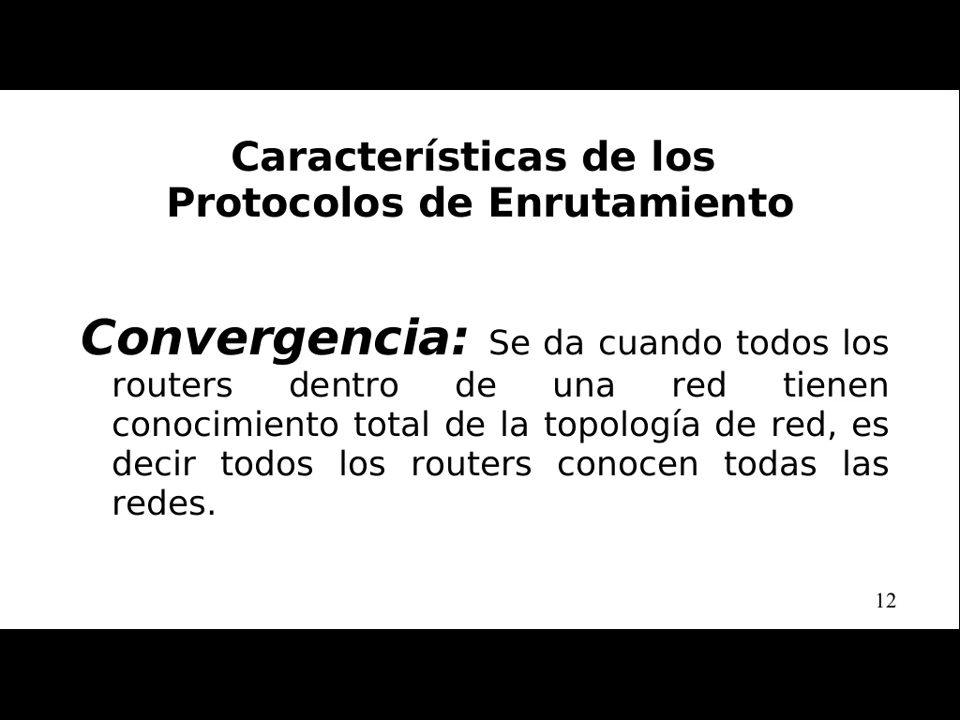 Características de los
Protocolos de Enrutamiento
Convergencia: Se da cuando todos los
routers dentro de una red tienen
conocimiento total de la topología de red, es
decir todos los routers conocen todas las
redes.
12